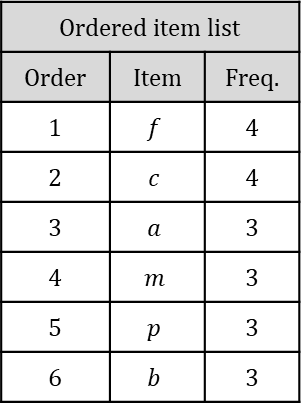 Ordered item list
Order Item Freq.
1 f 4
2 c 4
3 a 3
4 m 3
5 p 3
6 b 3